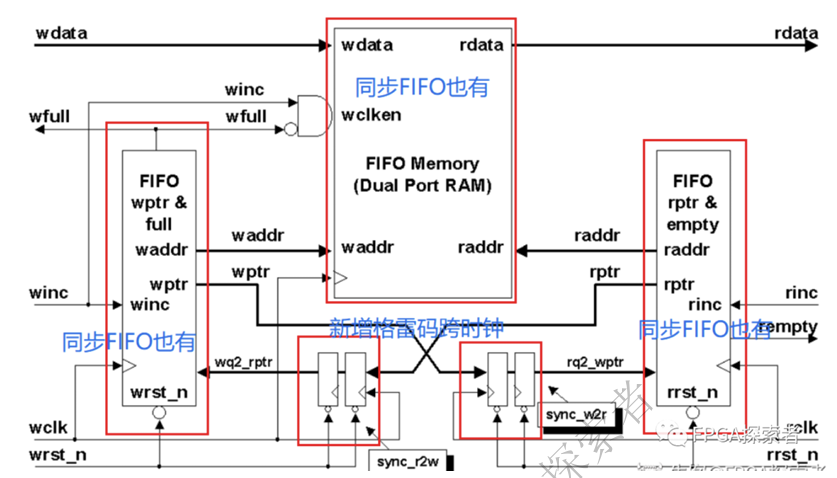 wdata
wdata
rdata
rdata
同步FIFO也有
winc
wclken
wfull
wfull
FIFO Memory
(Dual Port RAM)
FIFO
wptr &
full
FIFO
rptr &
empty
waddr
waddr
waddr
raddr
raddr
raddr
wptr
wptr
rptr
rptr
winc
winc
rinc
rinc
新增格雷码跨时钟
同步FIFO也有
同步FIFO也有
rempty
wq2_rptr
rq2_wptr
wrst_n
rrst_n
sync_w2r
wclk
rclk
FPGA探索者
wrst_n
rrst_n
sync_r2w
探索者